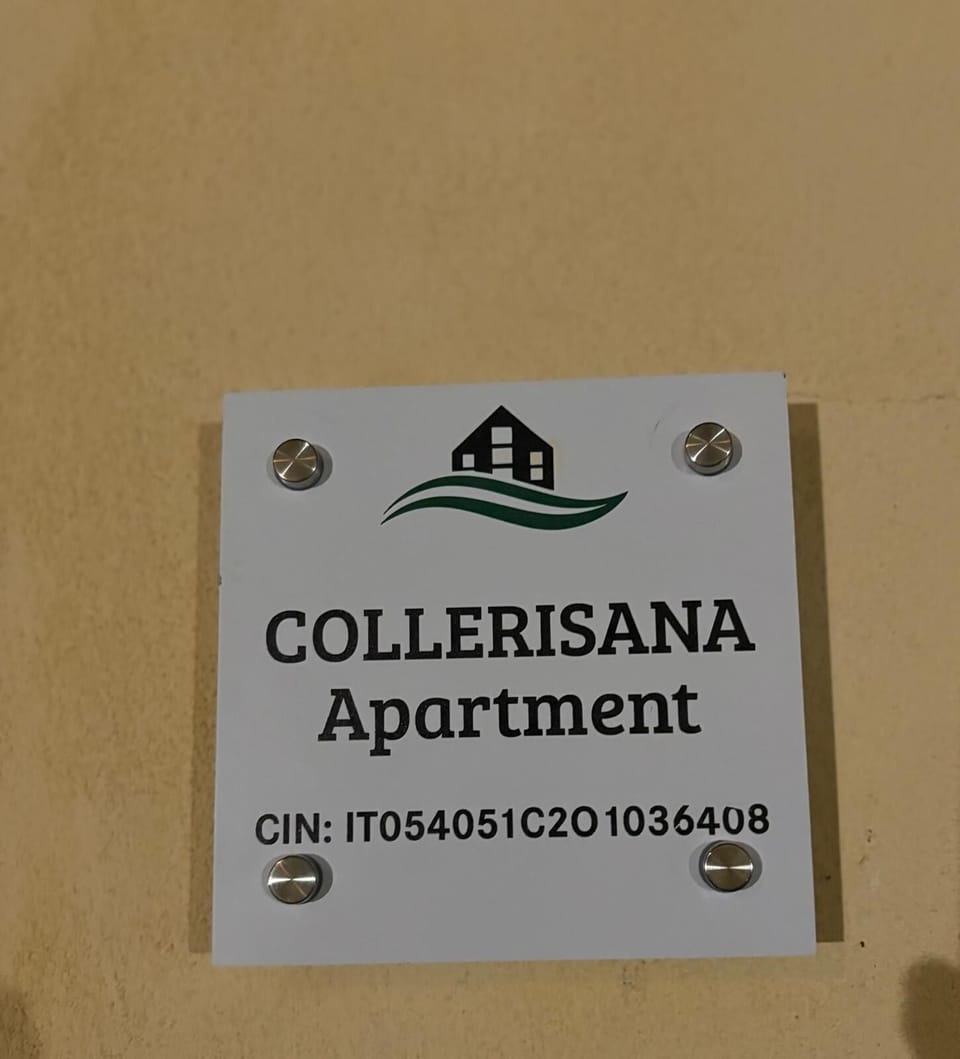 COLLERISANA
Apartment
CIN: IT054051C2O1036408